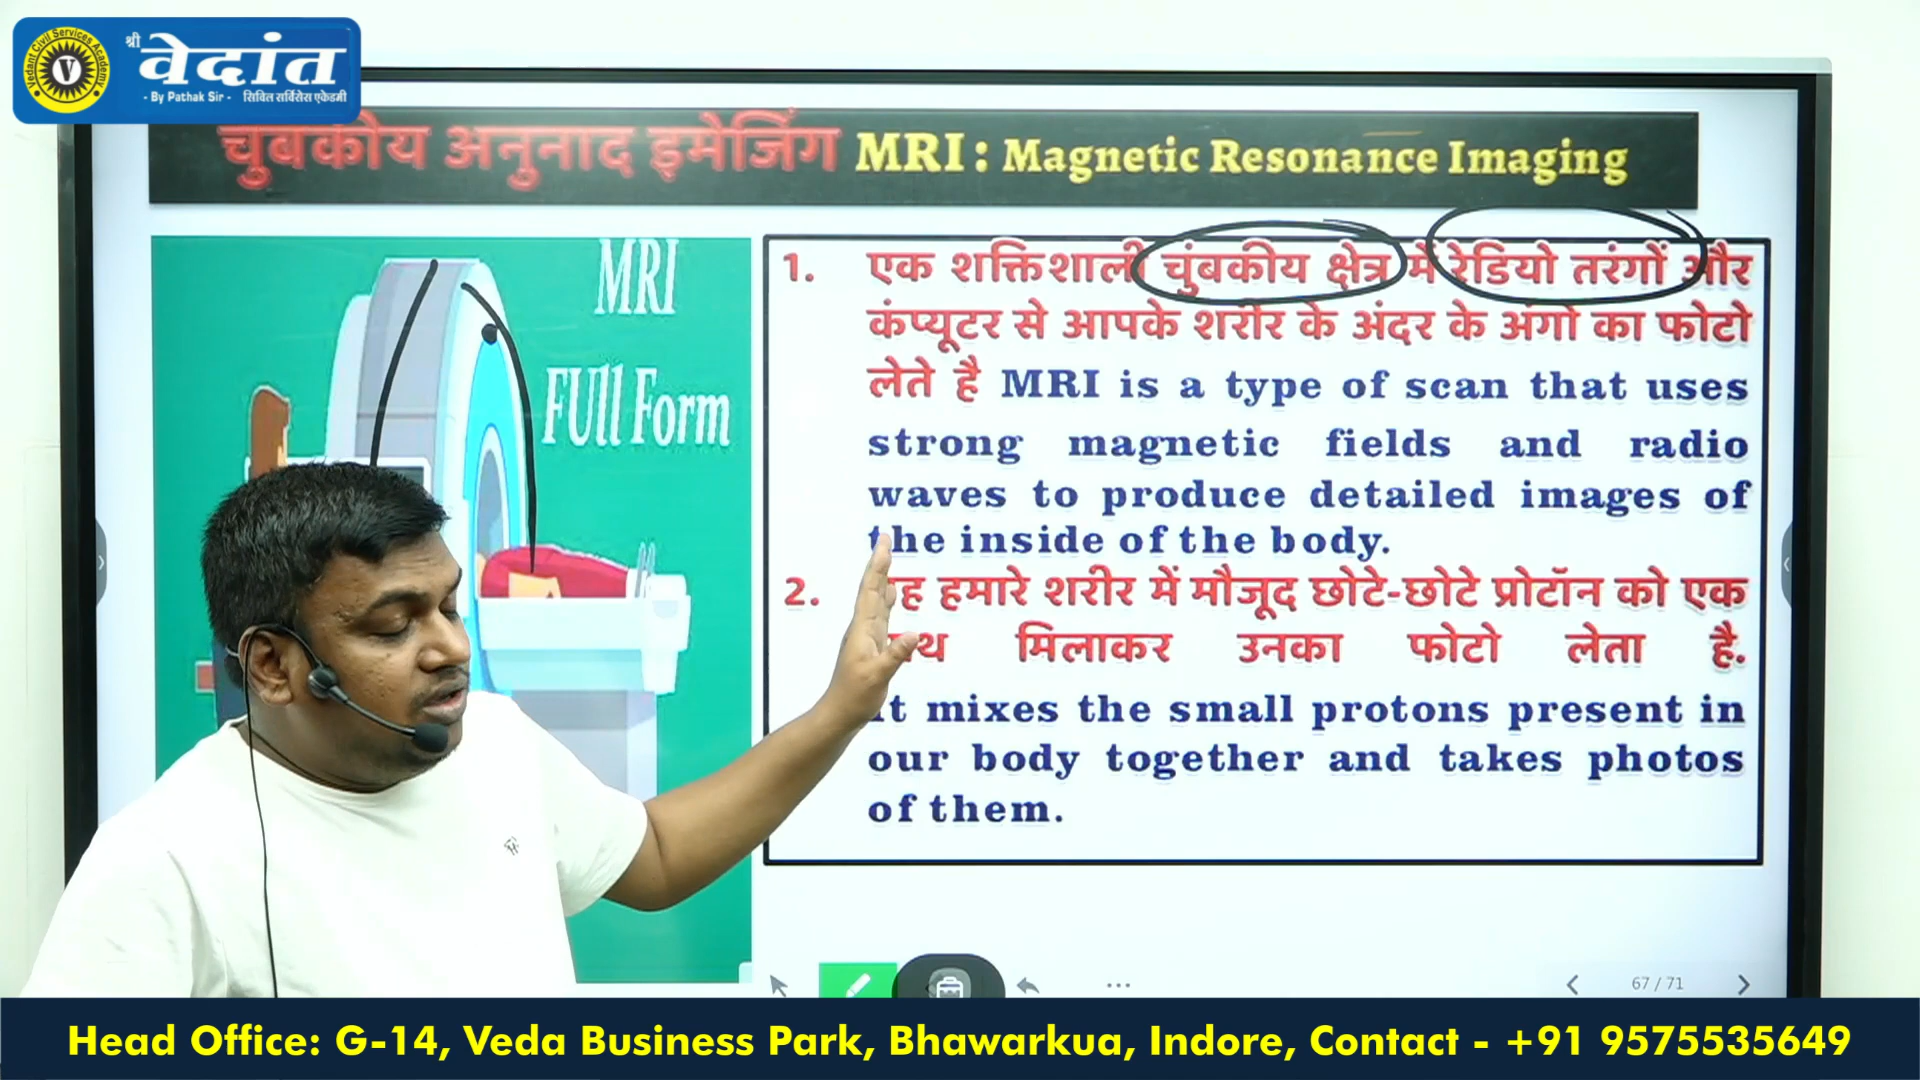 श्री
वेदांत
- By Pathak Sir - सिविल सर्विसेस एकेडमी
Vedant Civil Services Academy
V
चुंबकीय अनुनाद इमेजिंग MRI : Magnetic Resonance Imaging
MRI
FUll Form
1. एक शक्तिशाली चुंबकीय क्षेत्र में रेडियो तरंगों और
कंप्यूटर से आपके शरीर के अंदर के अंगो का फोटो
लेते है MRI is a type of scan that uses
strong magnetic fields and radio
waves to produce detailed images of
the inside of the body.
2. हमारे शरीर में मौजूद छोटे-छोटे प्रोटॉन को एक
मिलाकर उनका फोटो लेता है.
It mixes the small protons present in
our body together and takes photos
of them.
67 / 71
Head Office: G-14, Veda Business Park, Bhawarkua, Indore, Contact - +91 9575535649